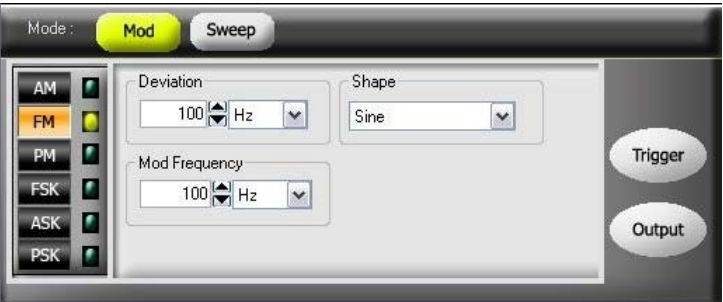 Mode :
Mod
Sweep
AM
FM
PM
FSK
ASK
PSK
Deviation
100 Hz
Shape
Sine
Mod Frequency
100 Hz
Trigger
Output